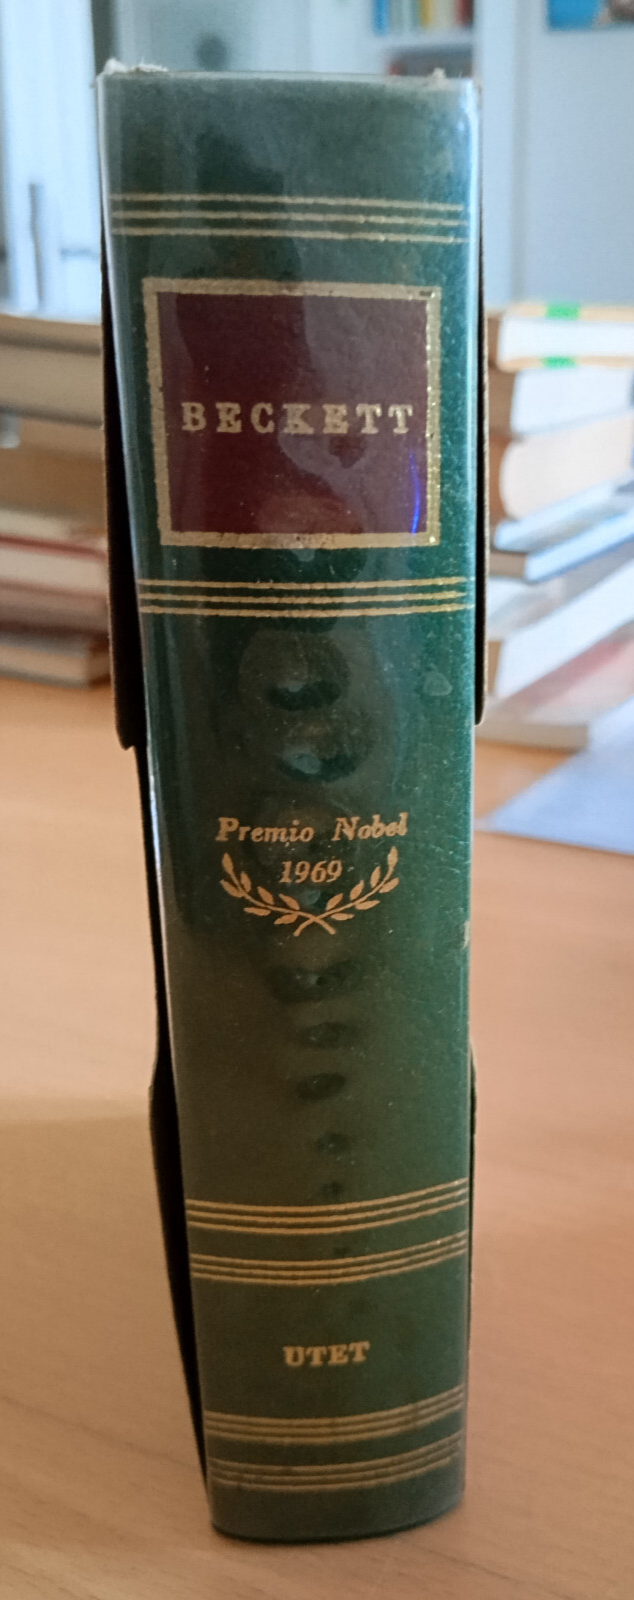 BECKETT
Premio Nobel
1969
UTET